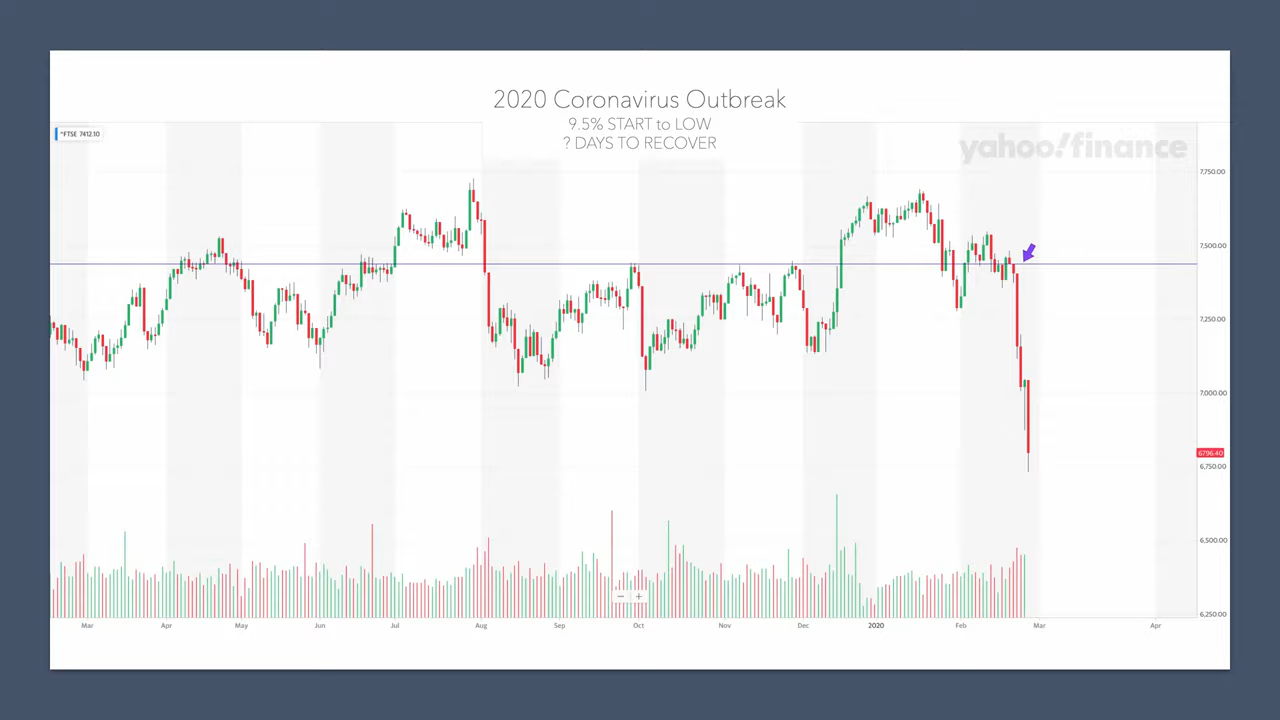 2020 Coronavirus Outbreak
9.5% START to LOW
? DAYS TO RECOVER
^FTSE 7412.10
yahoo!finance
7,750.00
7,500.00
7,250.00
7,000.00
6796.40
6,750.00
6,500.00
6,250.00
− +
Mar Apr May Jun Jul Aug Sep Oct Nov Dec 2020 Feb Mar Apr